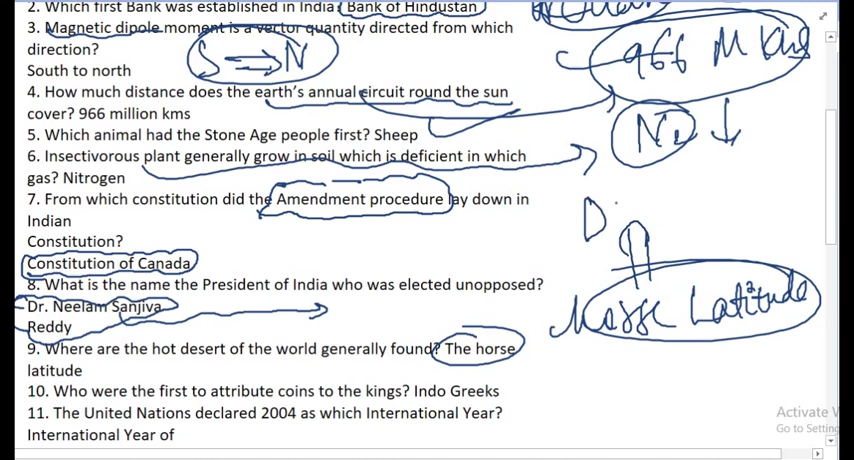 2. Which first Bank was established in India Bank of Hindustan
3. Magnetic dipole moment is a vector quantity directed from which
direction?
S ⇒ N
966 M Kms
South to north
4. How much distance does the earth's annual circuit round the sun
cover? 966 million kms
5. Which animal had the Stone Age people first? Sheep
N₂ ↓
6. Insectivorous plant generally grow in soil which is deficient in which
gas? Nitrogen
7. From which constitution did the Amendment procedure lay down in
Indian
D
Constitution?
Constitution of Canada
8. What is the name the President of India who was elected unopposed?
Dr. Neelam Sanjiva
Latitude
Reddy
9. Where are the hot desert of the world generally found? The horse
latitude
10. Who were the first to attribute coins to the kings? Indo Greeks
11. The United Nations declared 2004 as which International Year?
International Year of
Activate
Go to Settin